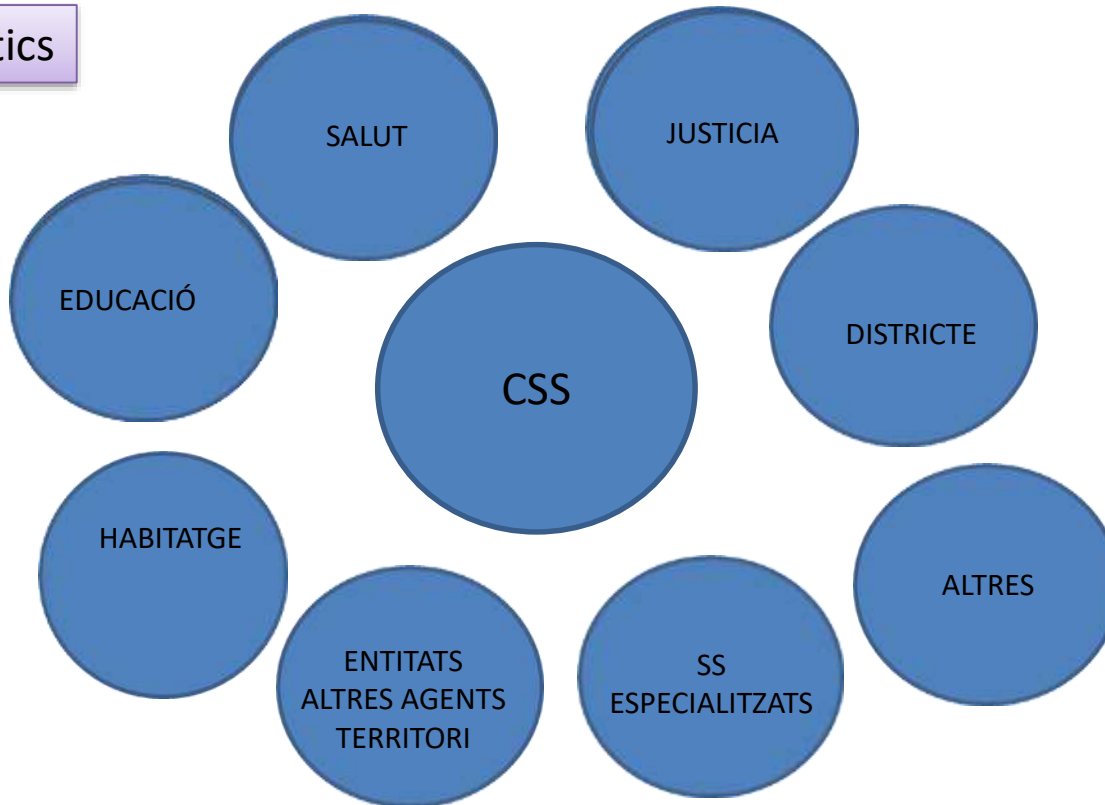 tics
SALUT
JUSTICIA
EDUCACIÓ
DISTRICTE
CSS
HABITATGE
ALTRES
ENTITATS
ALTRES AGENTS
TERRITORI
SS
ESPECIALITZATS